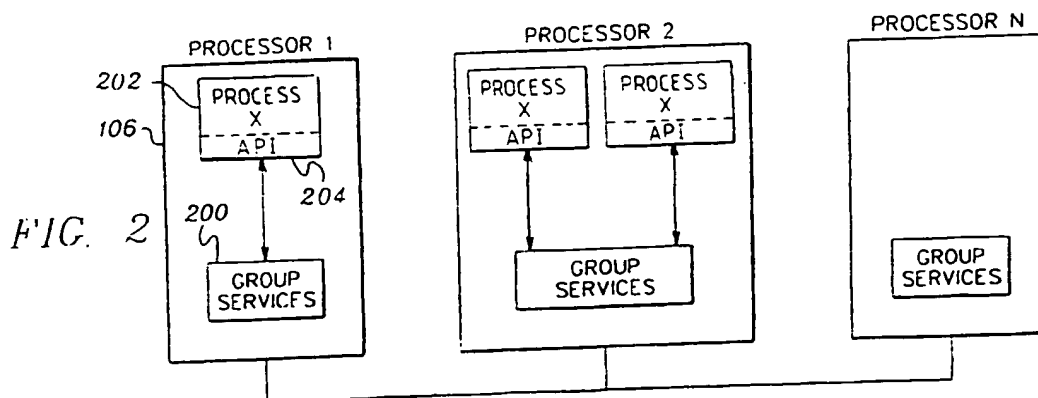 PROCESSOR 1
PROCESSOR 2
PROCESSOR N
202
PROCESS
X
API
106
204
PROCESS
X
API
PROCESS
X
API
FIG. 2
200
GROUP
SERVICES
GROUP
SERVICES
GROUP
SERVICES